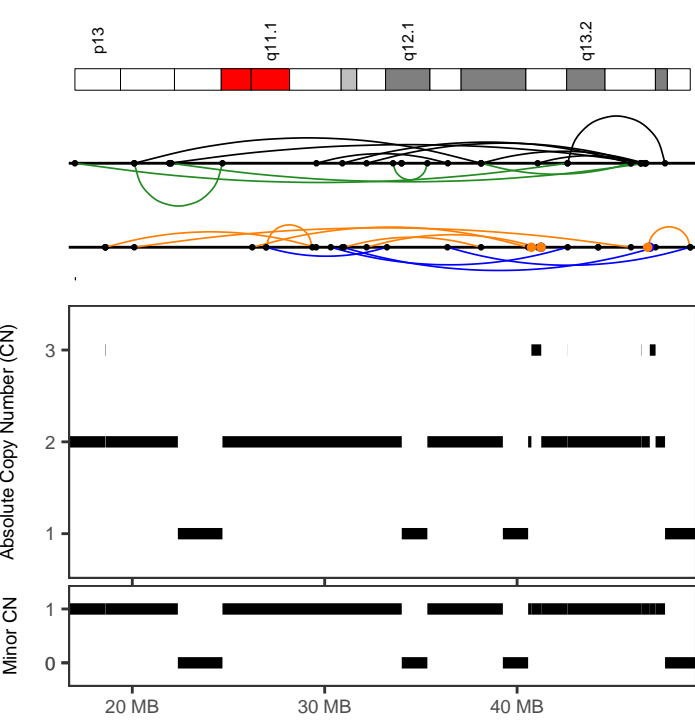 p13 q11.1 q12.1 q13.2
Absolute Copy Number (CN)
3
2
1
Minor CN
1
0
20 MB 30 MB 40 MB